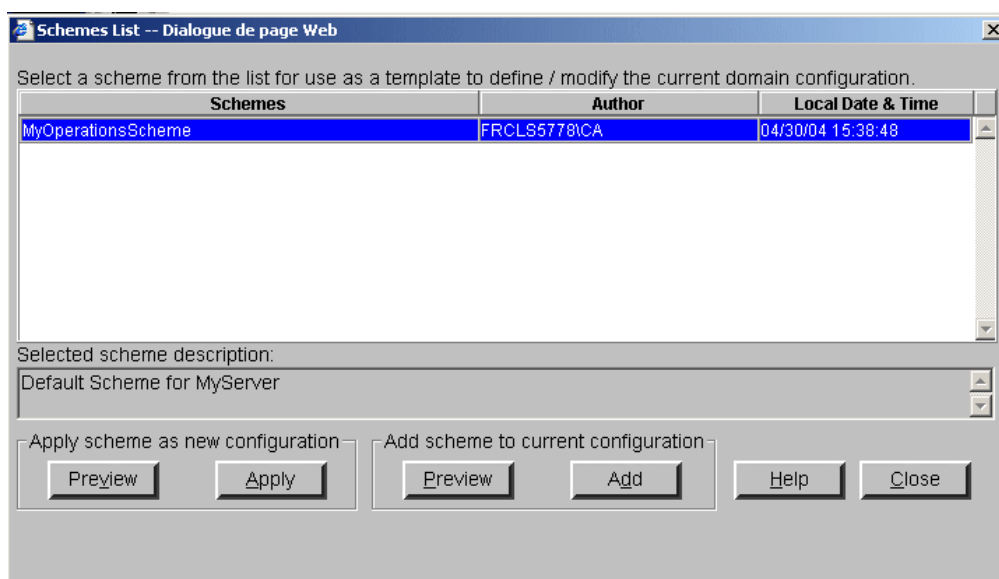 Schemes List -- Dialogue de page Web
Select a scheme from the list for use as a template to define / modify the current domain configuration.
Schemes Author Local Date & Time
MyOperationsScheme FRCLS5778\CA 04/30/04 15:38:48
Selected scheme description:
Default Scheme for MyServer
Apply scheme as new configuration Add scheme to current configuration
Preview Apply Preview Add Help Close